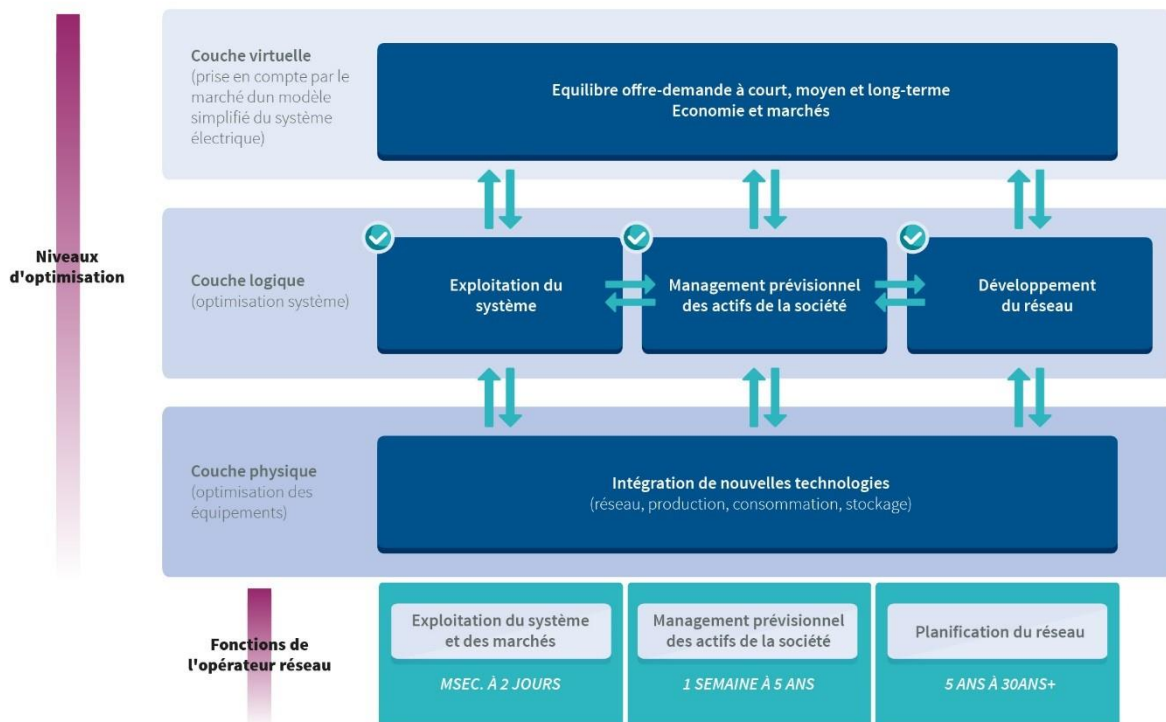 Couche virtuelle
(prise en compte par le
marché dun modèle
simplifié du système
électrique)
Equilibre offre-demande à court, moyen et long-terme
Economie et marchés
Niveaux
d'optimisation
Couche logique
(optimisation système)
Exploitation du
système
Management prévisionnel
des actifs de la société
Développement
du réseau
Couche physique
(optimisation des
équipements)
Intégration de nouvelles technologies
(réseau, production, consommation, stockage)
Fonctions de
l'opérateur réseau
Exploitation du système
et des marchés
MSEC. À 2 JOURS
Management prévisionnel
des actifs de la société
1 SEMAINE À 5 ANS
Planification du réseau
5 ANS À 30ANS+